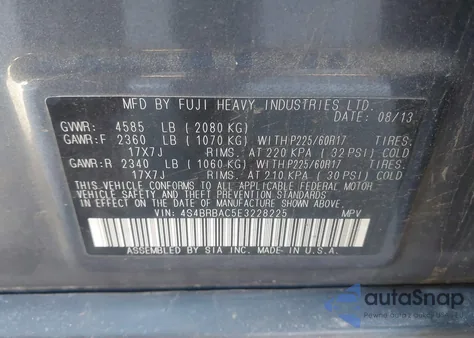 MFD BY FUJI HEAVY INDUSTRIES LTD.
DATE: 08/13
GVWR: 4585 LB (2080 KG)
GAWR:F 2360 LB (1070 KG) WITH P225/60R17 TIRES.
17X7J RIMS. AT 220 KPA (32 PSI) COLD
GAWR:R 2340 LB (1060 KG) WITH P225/60R17 TIRES.
17X7J RIMS. AT 210 KPA (30 PSI) COLD
THIS VEHICLE CONFORMS TO ALL APPLICABLE FEDERAL MOTOR
VEHICLE SAFETY AND THEFT PREVENTION STANDARDS
IN EFFECT ON THE DATE OF MANUFACTURE SHOWN ABOVE.
VIN: 4S4BRBAC5E3228225 MPV
ASSEMBLED BY SIA INC. IN U.S.A.
autoSnap
Pewne auto z USA